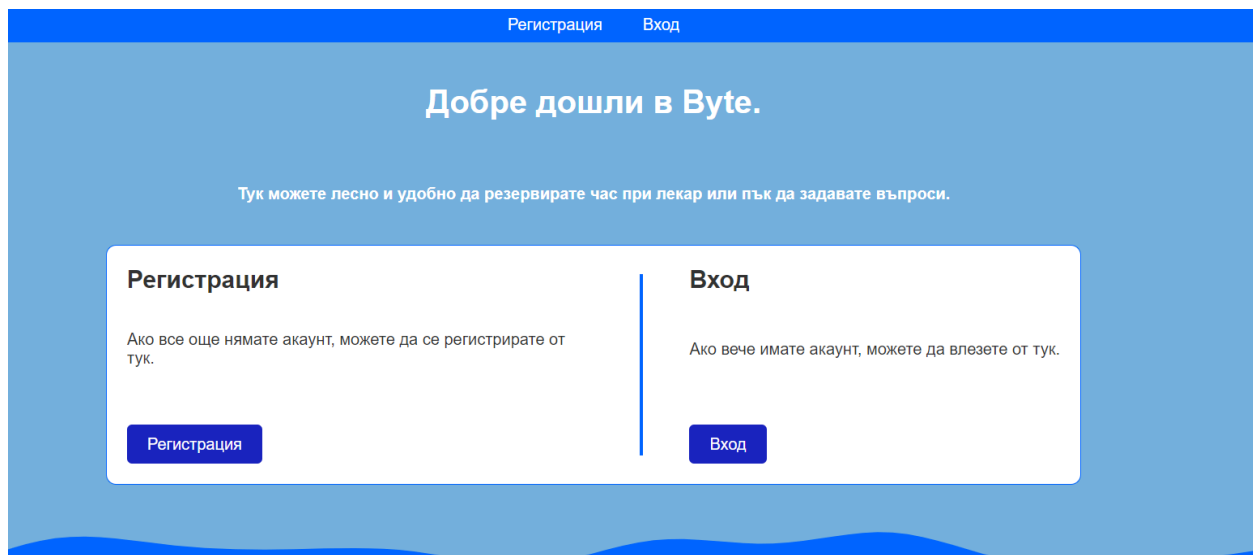 Регистрация Вход
Добре дошли в Byte.
Тук можете лесно и удобно да резервирате час при лекар или пък да задавате въпроси.
Регистрация
Ако все още нямате акаунт, можете да се регистрирате от
тук.
Регистрация
Вход
Ако вече имате акаунт, можете да влезете от тук.
Вход